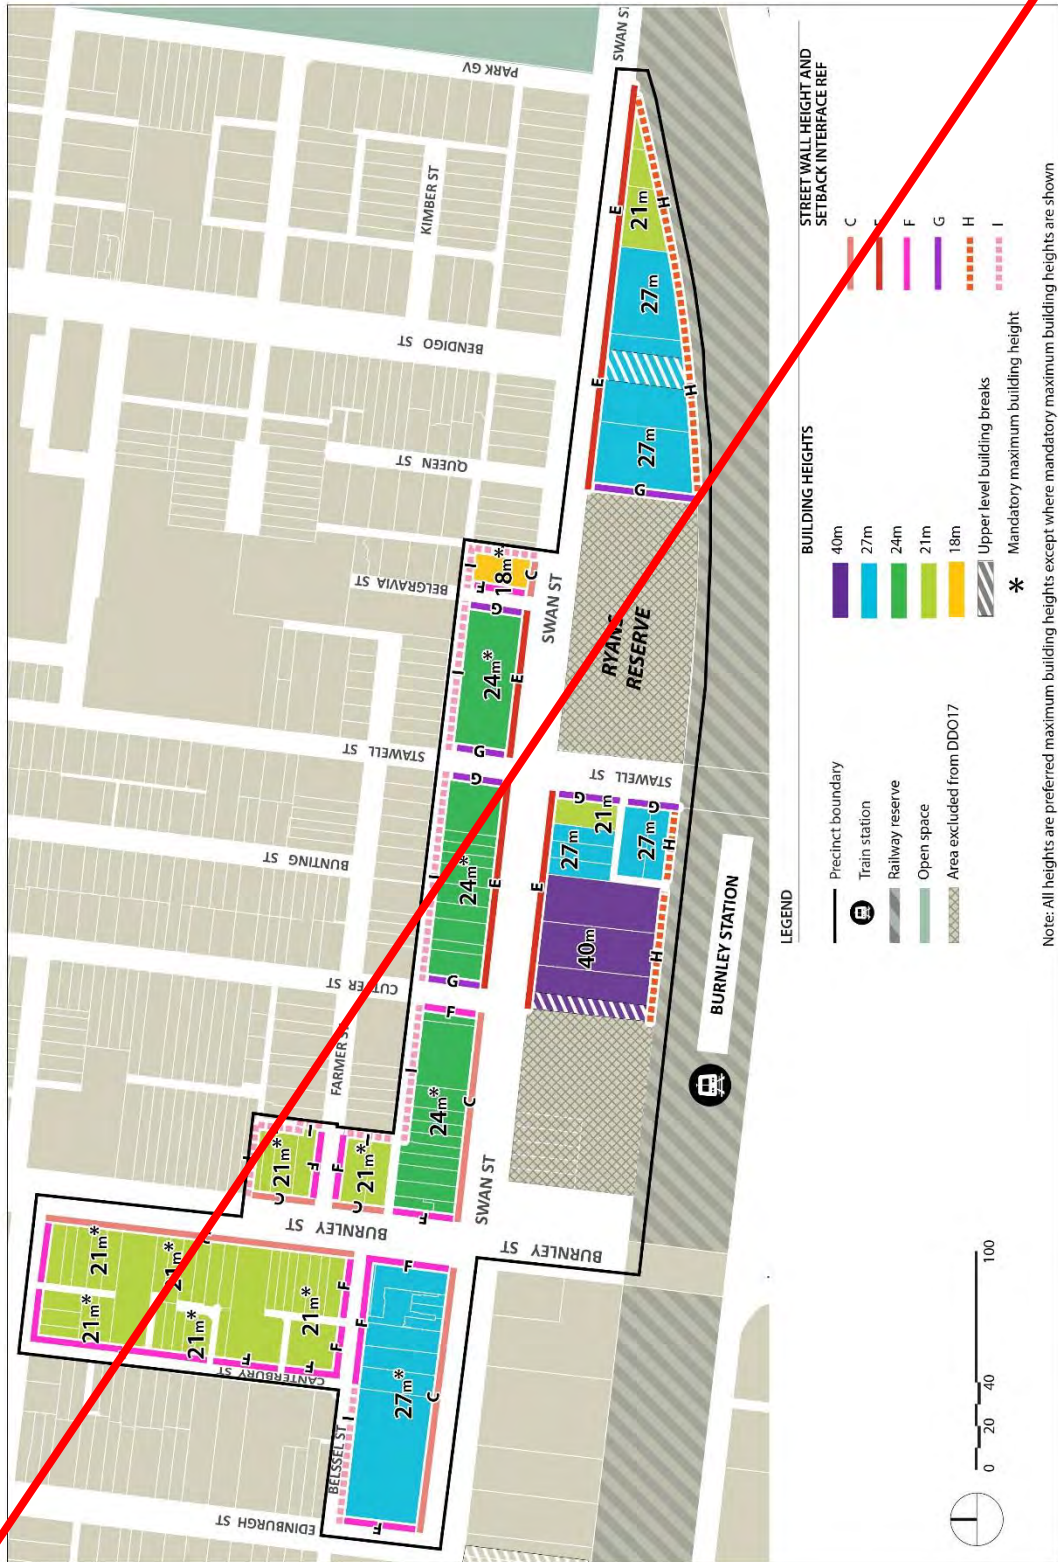 PARK GV
SWAN ST
KIMBER ST
BENDIGO ST
QUEEN ST
BELGRAVIA ST
STAWELL ST
BUNTING ST
CUTTER ST
FARMER ST
BURNLEY ST
CANTERBURY ST
BELSSEL ST
EDINBURGH ST
SWAN ST
SWAN ST
STAWELL ST
BURNLEY ST
RYANS RESERVE
BURNLEY STATION
21m*
21m*
21m*
21m*
21m*
27m*
21m*
21m*
24m*
24m*
24m*
18m*
40m
27m
21m
27m
27m
27m
21m
F
F
F
F
F
F
I
C
F
C
F
I
C
F
I
F
C
F
I
G
E
I
G
G
E
I
G
F
I
C
E
H
G
G
H
G
E
H
E
H
LEGEND
Precinct boundary
Train station
Railway reserve
Open space
Area excluded from DDO17
BUILDING HEIGHTS
40m
27m
24m
21m
18m
Upper level building breaks
* Mandatory maximum building height
STREET WALL HEIGHT AND
SETBACK INTERFACE REF
C
E
F
G
H
I
0 20 40 100
Note: All heights are preferred maximum building heights except where mandatory maximum building heights are shown